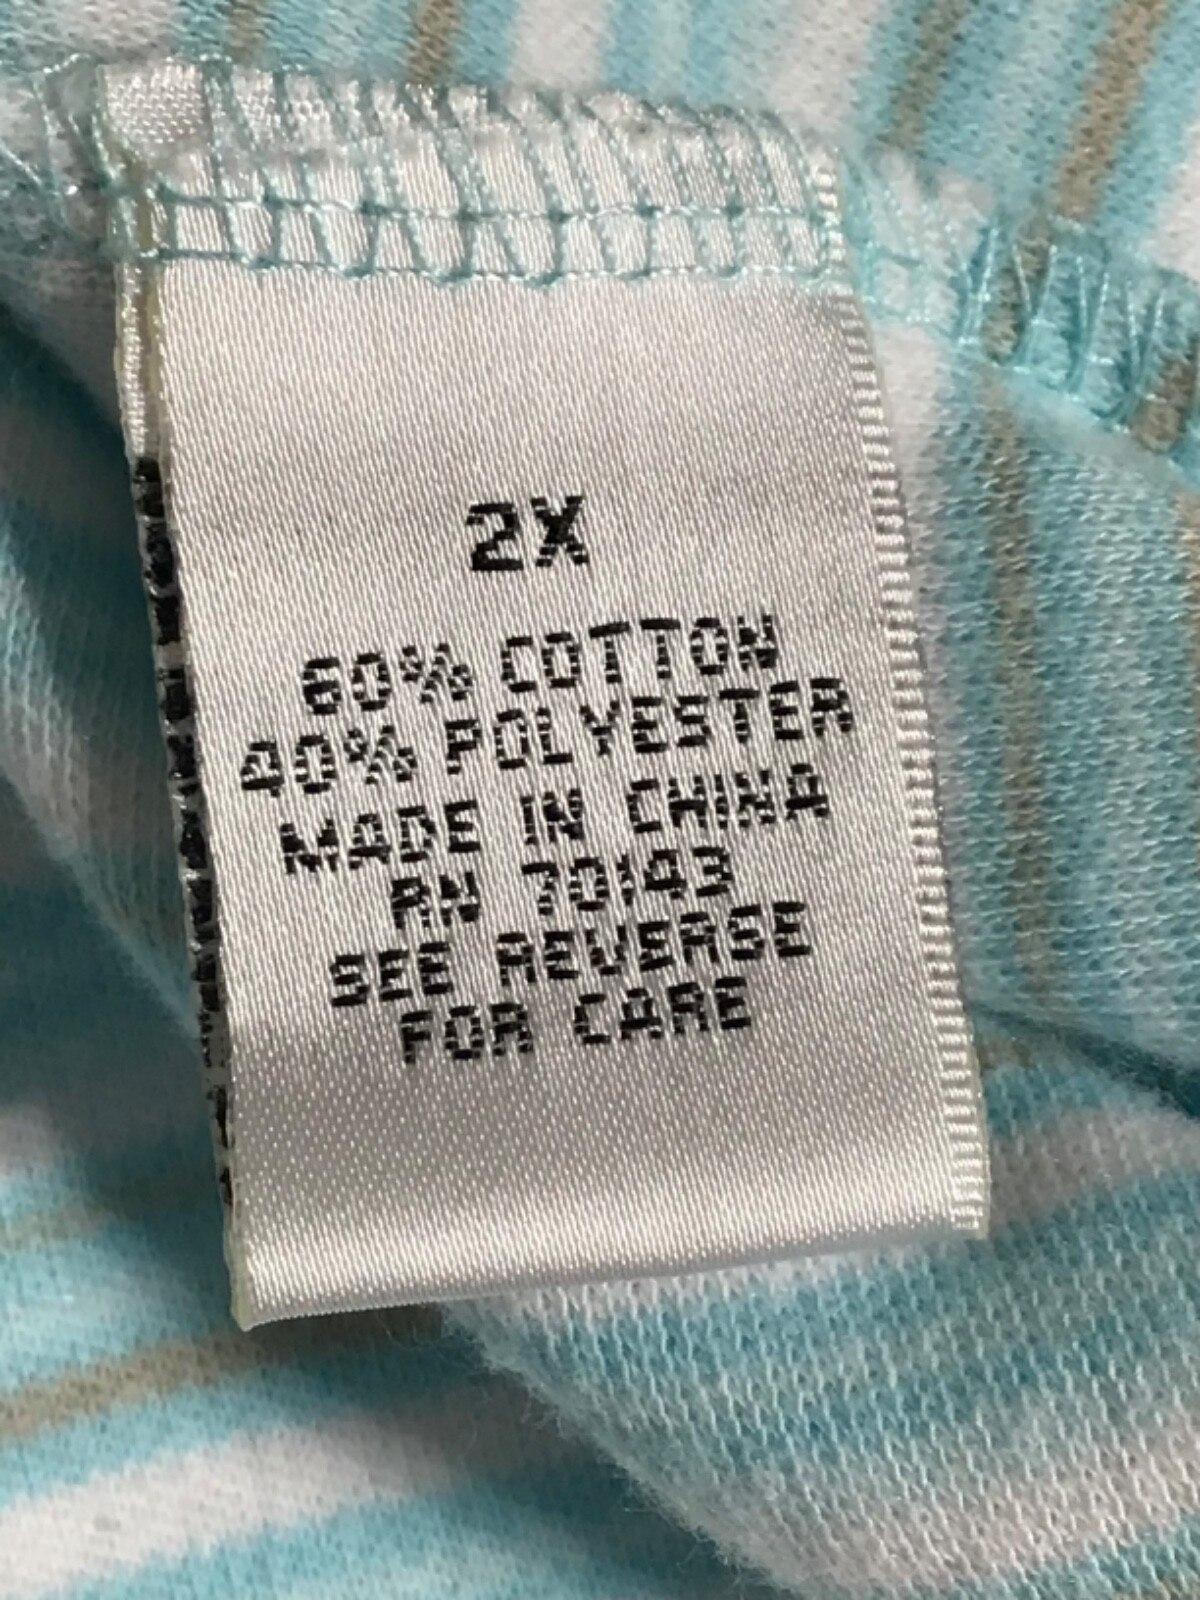 2X
60% COTTON
40% POLYESTER
MADE IN CHINA
RN 70143
SEE REVERSE
FOR CARE